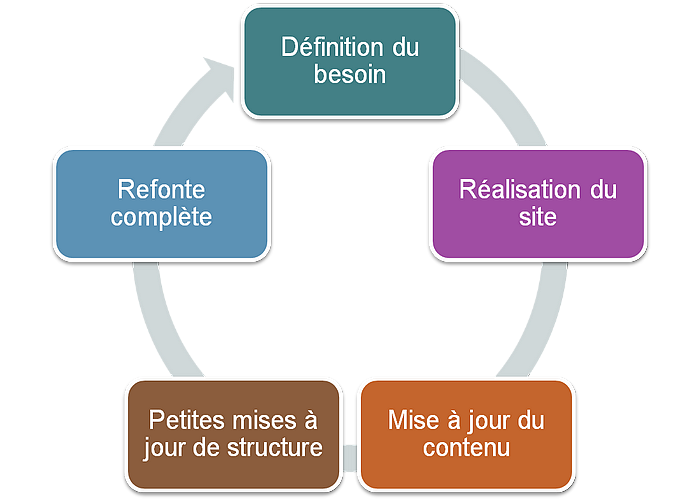 Définition du
besoin
Réalisation du
site
Mise à jour du
contenu
Petites mises à
jour de structure
Refonte
complète